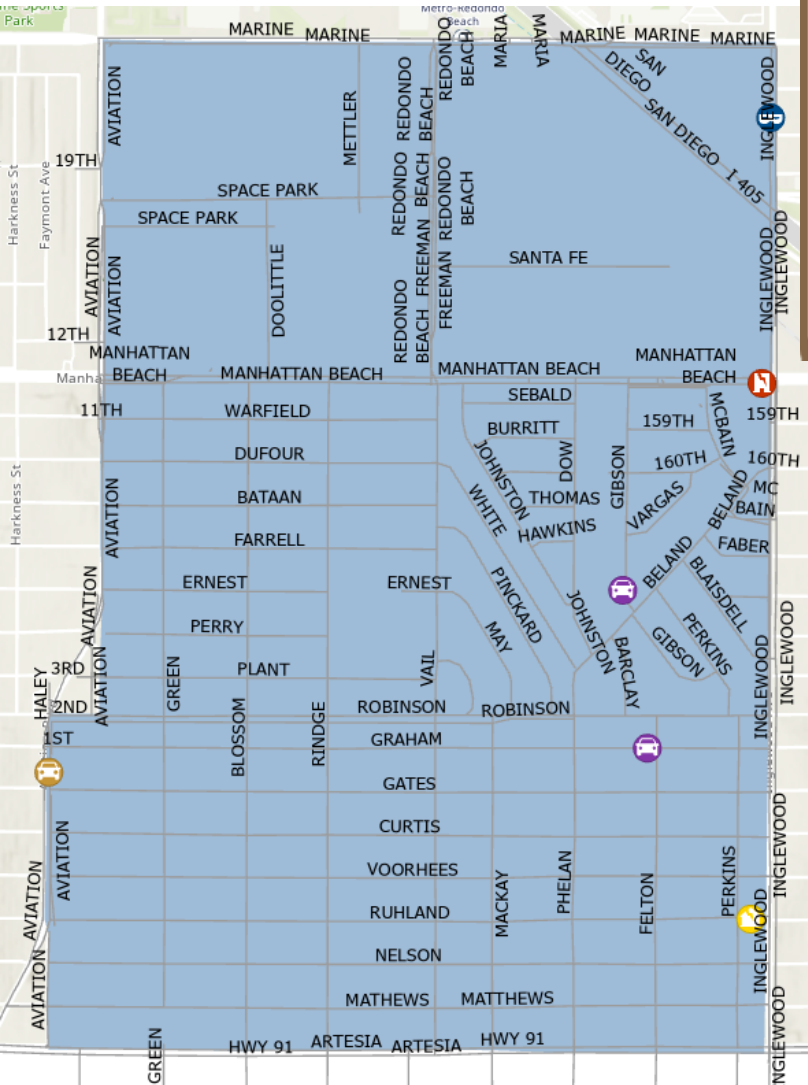 ne Sports
Park
Metro-Redondo
Beach
MARINE
MARINE
REDONDO
BEACH
MARIA
MARIA
MARINE
MARINE
MARINE
SAN
DIEGO
SAN DIEGO
I 405
INGLEWOOD
AVIATION
METTLER
REDONDO
BEACH
19TH
Harkness St
Faymont Ave
SPACE PARK
SPACE PARK
REDONDO
BEACH
REDONDO
BEACH
AVIATION
AVIATION
DOOLITTLE
FREEMAN
FREEMAN
SANTA FE
INGLEWOOD
INGLEWOOD
REDONDO
BEACH
12TH
MANHATTAN
BEACH
Manha
MANHATTAN BEACH
MANHATTAN BEACH
MANHATTAN
BEACH
11TH
WARFIELD
SEBALD
159TH
MCBAIN
159TH
BURRITT
DUFOUR
JOHNSTON
DOW
GIBSON
160TH
160TH
Harkness St
AVIATION
BATAAN
WHITE
THOMAS
VARGAS
BELAND
MC
BAIN
FARRELL
HAWKINS
BELAND
FABER
AVIATION
ERNEST
ERNEST
PINCKARD
BLAISDELL
PERRY
MAY
JOHNSTON
BARCLAY
GIBSON
PERKINS
INGLEWOOD
3RD
AVIATION
GREEN
PLANT
VAIL
INGLEWOOD
HALEY
2ND
BLOSSOM
RINDGE
ROBINSON
ROBINSON
1ST
GRAHAM
GATES
CURTIS
AVIATION
AVIATION
VOORHEES
MACKAY
PHELAN
FELTON
PERKINS
INGLEWOOD
RUHLAND
INGLEWOOD
NELSON
AVIATION
MATHEWS
MATTHEWS
GREEN
HWY 91
ARTESIA
ARTESIA
HWY 91
NGLEWOOD